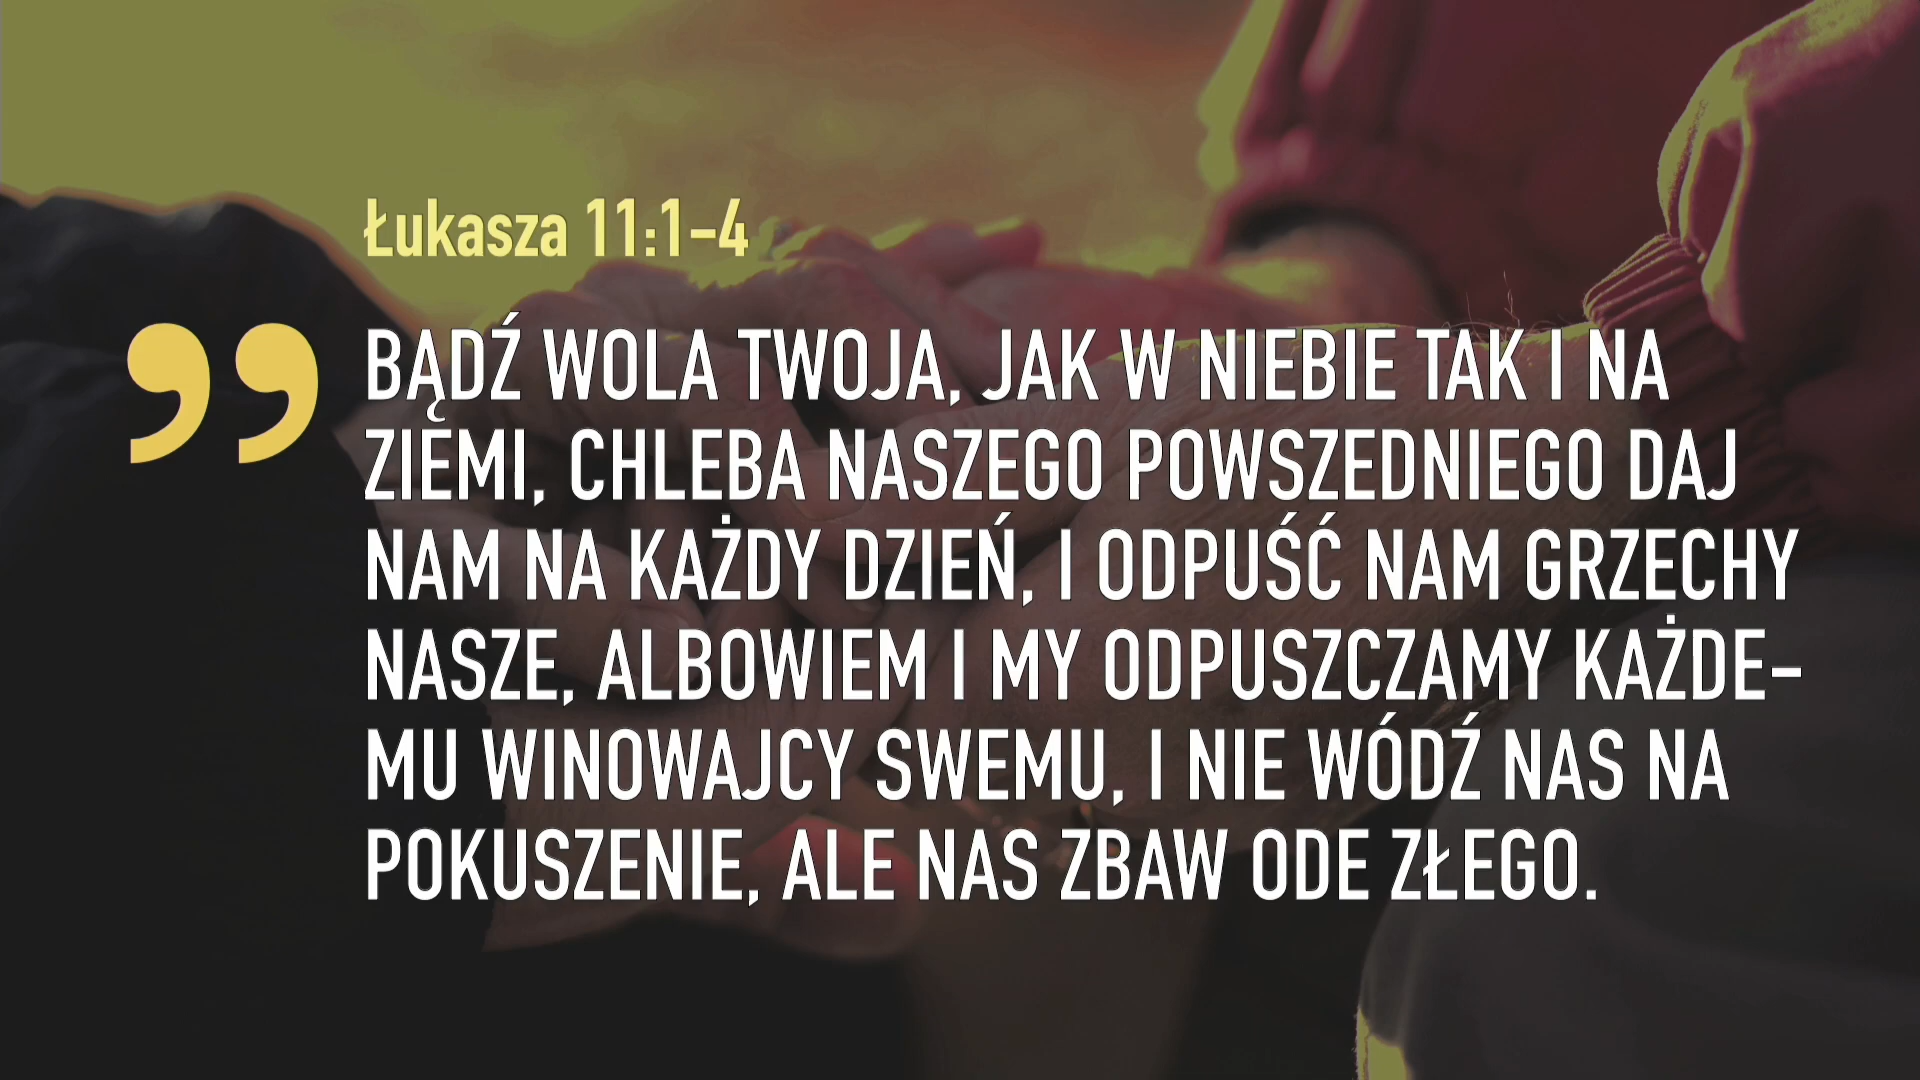 Łukasza 11:1-4
”
BĄDŹ WOLA TWOJA, JAK W NIEBIE TAK I NA
ZIEMI, CHLEBA NASZEGO POWSZEDNIEGO DAJ
NAM NA KAŻDY DZIEŃ, I ODPUŚĆ NAM GRZECHY
NASZE, ALBOWIEM I MY ODPUSZCZAMY KAŻDE-
MU WINOWAJCY SWEMU, I NIE WÓDŹ NAS NA
POKUSZENIE, ALE NAS ZBAW ODE ZŁEGO.